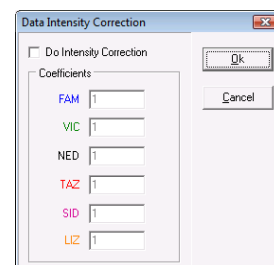 Data Intensity Correction
Do Intensity Correction
Ok
Coefficients
Cancel
FAM 1
VIC 1
NED 1
TAZ 1
SID 1
LIZ 1